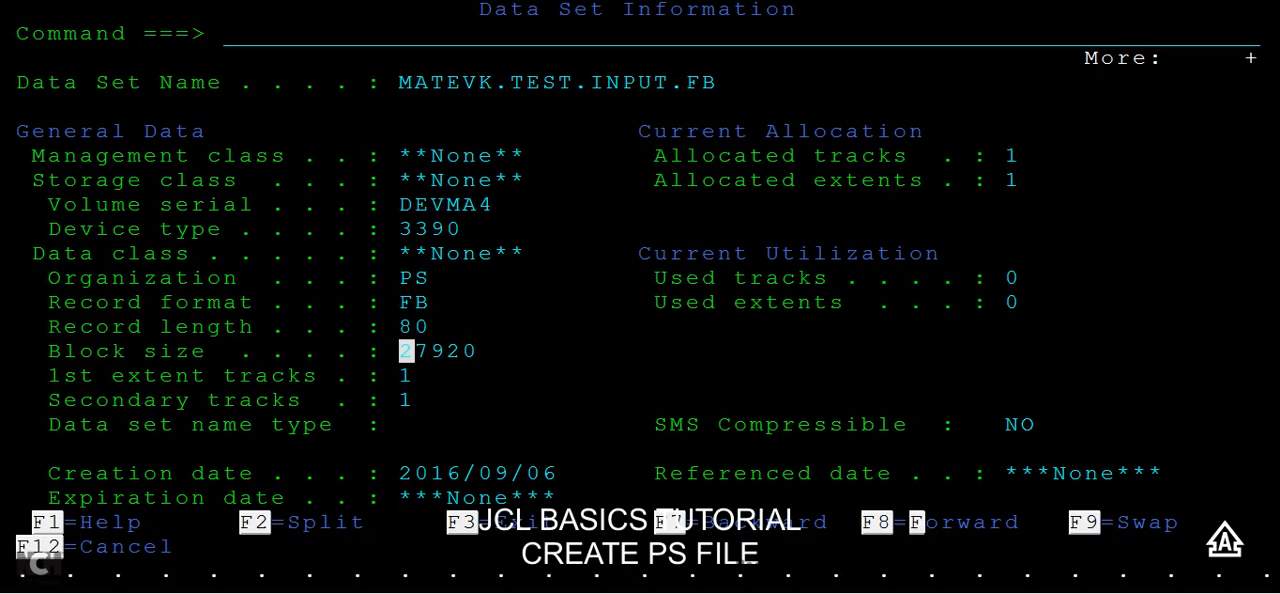 Data Set Information
Command ===>
More: +
Data Set Name . . . . : MATEVK.TEST.INPUT.FB
General Data Current Allocation
Management class . . : **None** Allocated tracks . : 1
Storage class . . . : **None** Allocated extents . : 1
Volume serial . . . : DEVMA4
Device type . . . . : 3390
Data class . . . . . : **None** Current Utilization
Organization . . . : PS Used tracks . . . . : 0
Record format . . . : FB Used extents . . . : 0
Record length . . . : 80
Block size . . . . : 27920
1st extent tracks . : 1
Secondary tracks . : 1
Data set name type : SMS Compressible : NO
Creation date . . . : 2016/09/06 Referenced date . . : ***None***
Expiration date . . : ***None***
F1=Help F2=Split F3=Exit F7=Backward F8=Forward F9=Swap
F12=Cancel
JCL BASICS TUTORIAL
CREATE PS FILE